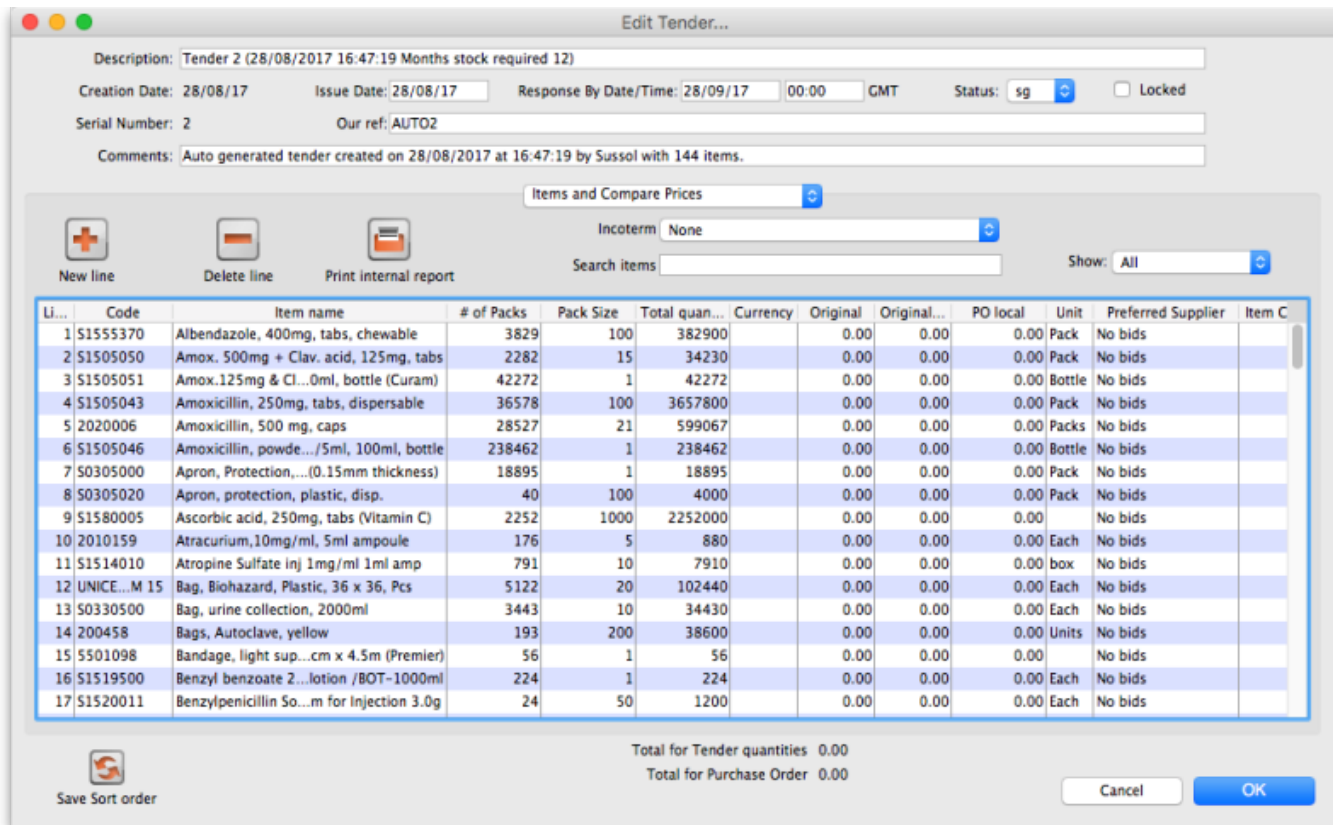 Edit Tender...
Description: Tender 2 (28/08/2017 16:47:19 Months stock required 12)
Creation Date: 28/08/17 Issue Date: 28/08/17 Response By Date/Time: 28/09/17 00:00 GMT Status: sg Locked
Serial Number: 2 Our ref: AUTO2
Comments: Auto generated tender created on 28/08/2017 at 16:47:19 by Sussol with 144 items.
Items and Compare Prices
Incoterm None
New line Delete line Print internal report Search items Show: All
Li... Code Item name # of Packs Pack Size Total quan... Currency Original Original... PO local Unit Preferred Supplier Item C
1 S1555370 Albendazole, 400mg, tabs, chewable 3829 100 382900 0.00 0.00 0.00 Pack No bids
2 S1505050 Amox. 500mg + Clav. acid, 125mg, tabs 2282 15 34230 0.00 0.00 0.00 Pack No bids
3 S1505051 Amox.125mg & Cl...0ml, bottle (Curam) 42272 1 42272 0.00 0.00 0.00 Bottle No bids
4 S1505043 Amoxicillin, 250mg, tabs, dispersable 36578 100 3657800 0.00 0.00 0.00 Pack No bids
5 2020006 Amoxicillin, 500 mg, caps 28527 21 599067 0.00 0.00 0.00 Packs No bids
6 S1505046 Amoxicillin, powde.../5ml, 100ml, bottle 238462 1 238462 0.00 0.00 0.00 Bottle No bids
7 S0305000 Apron, Protection,...(0.15mm thickness) 18895 1 18895 0.00 0.00 0.00 Pack No bids
8 S0305020 Apron, protection, plastic, disp. 40 100 4000 0.00 0.00 0.00 Pack No bids
9 S1580005 Ascorbic acid, 250mg, tabs (Vitamin C) 2252 1000 2252000 0.00 0.00 0.00 No bids
10 2010159 Atracurium,10mg/ml, 5ml ampoule 176 5 880 0.00 0.00 0.00 Each No bids
11 S1514010 Atropine Sulfate inj 1mg/ml 1ml amp 791 10 7910 0.00 0.00 0.00 box No bids
12 UNICE...M 15 Bag, Biohazard, Plastic, 36 x 36, Pcs 5122 20 102440 0.00 0.00 0.00 Each No bids
13 S0330500 Bag, urine collection, 2000ml 3443 10 34430 0.00 0.00 0.00 Each No bids
14 200458 Bags, Autoclave, yellow 193 200 38600 0.00 0.00 0.00 Units No bids
15 5501098 Bandage, light sup...cm x 4.5m (Premier) 56 1 56 0.00 0.00 0.00 No bids
16 S1519500 Benzyl benzoate 2...lotion /BOT-1000ml 224 1 224 0.00 0.00 0.00 Each No bids
17 S1520011 Benzylpenicillin So...m for Injection 3.0g 24 50 1200 0.00 0.00 0.00 Each No bids
Total for Tender quantities 0.00
Total for Purchase Order 0.00
Save Sort order Cancel OK